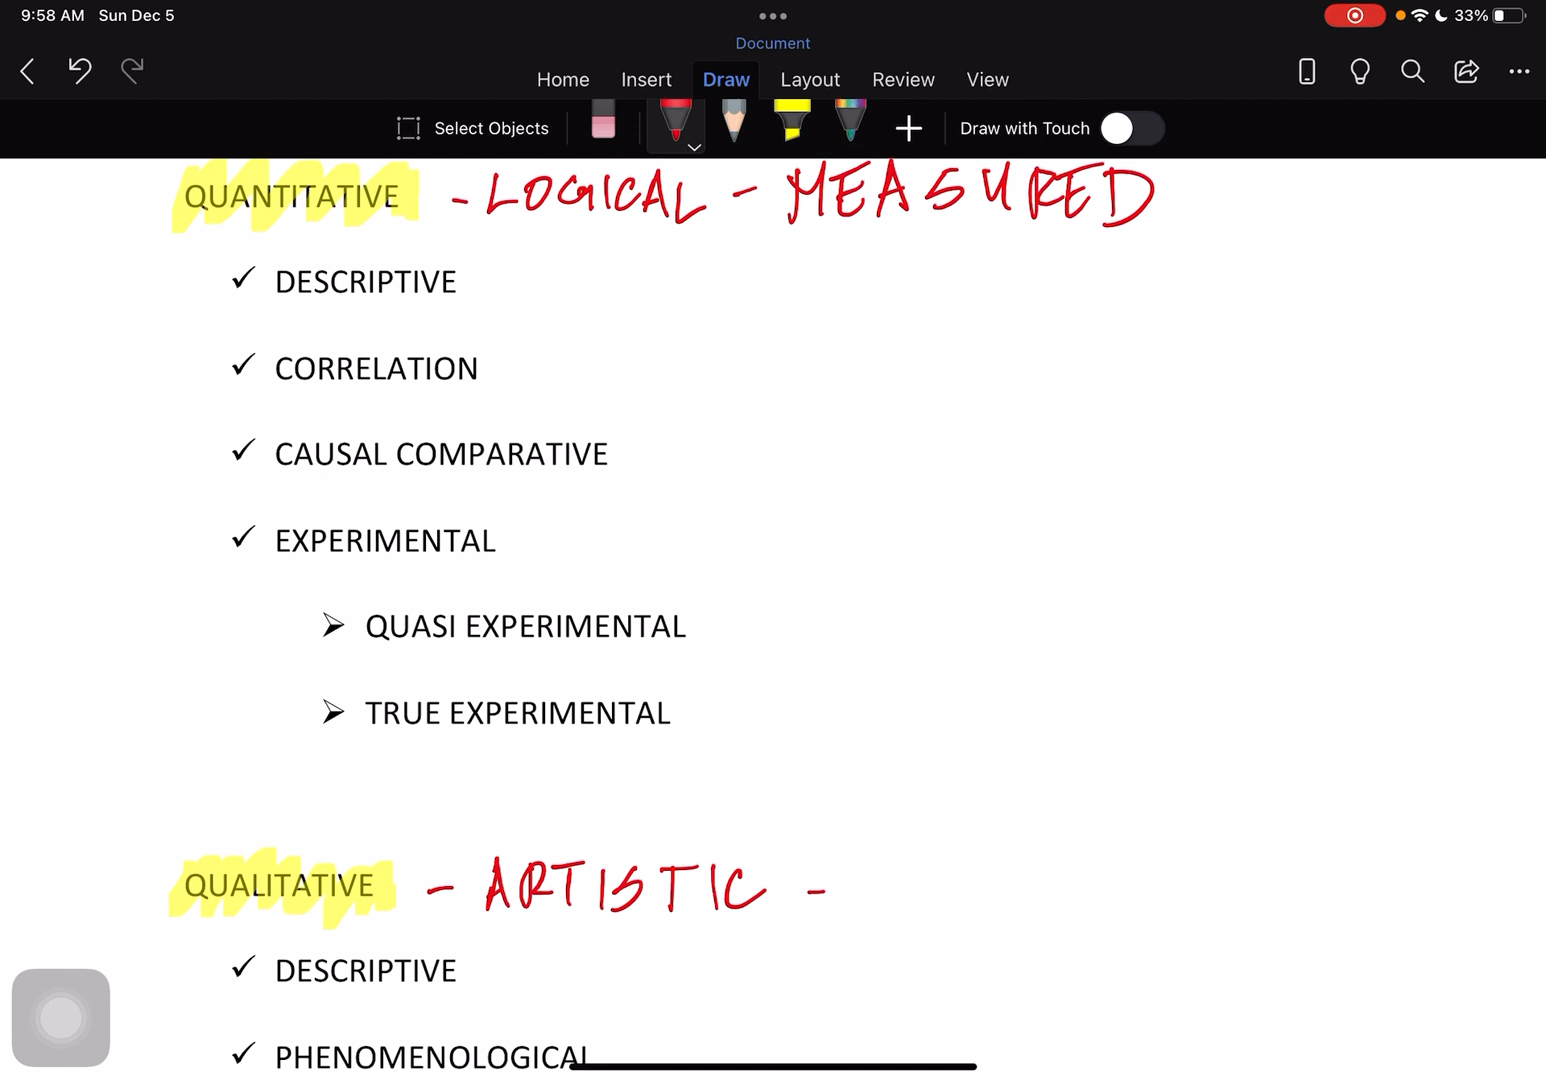 9:58 AM Sun Dec 5
33%
Document
Home Insert Draw Layout Review View
Select Objects
Draw with Touch
QUANTITATIVE - LOGICAL - MEASURED
✓ DESCRIPTIVE
✓ CORRELATION
✓ CAUSAL COMPARATIVE
✓ EXPERIMENTAL
➢ QUASI EXPERIMENTAL
➢ TRUE EXPERIMENTAL
QUALITATIVE - ARTISTIC -
✓ DESCRIPTIVE
✓ PHENOMENOLOGICAL